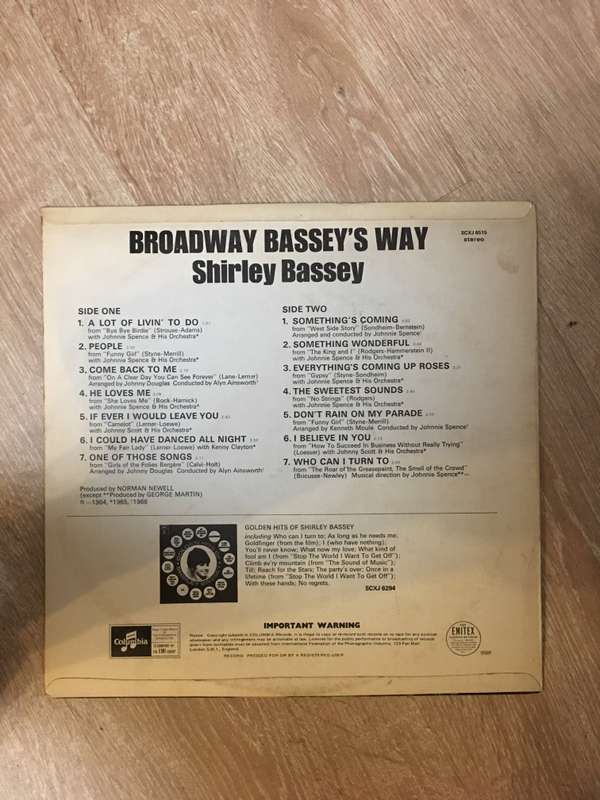 BROADWAY BASSEY'S WAY
Shirley Bassey
SCXJ 6515
stereo
SIDE ONE
1. A LOT OF LIVIN' TO DO
from "Bye Bye Birdie" (Strouse-Adams)
with Johnnie Spence & His Orchestra*
2. PEOPLE
from "Funny Girl" (Styne-Merrill)
with Johnnie Spence & His Orchestra*
3. COME BACK TO ME
from "On A Clear Day You Can See Forever" (Lane-Lerner)
Arranged by Johnny Douglas Conducted by Alyn Ainsworth
4. HE LOVES ME
from "She Loves Me" (Bock-Harnick)
with Johnnie Spence & His Orchestra*
5. IF EVER I WOULD LEAVE YOU
from "Camelot" (Lerner-Loewe)
with Johnny Scott & His Orchestra*
6. I COULD HAVE DANCED ALL NIGHT
from "My Fair Lady" (Lerner-Loewe) with Kenny Clayton*
7. ONE OF THOSE SONGS
from "Girls of the Folies Bergère" (Calvi-Holt)
Arranged by Johnny Douglas Conducted by Alyn Ainsworth
Produced by NORMAN NEWELL
(except **Produced by GEORGE MARTIN)
SIDE TWO
1. SOMETHING'S COMING
from "West Side Story" (Sondheim-Bernstein)
Arranged and conducted by Johnnie Spence
2. SOMETHING WONDERFUL
from "The King and I" (Rodgers-Hammerstein II)
with Johnnie Spence & His Orchestra*
3. EVERYTHING'S COMING UP ROSES
from "Gypsy" (Styne-Sondheim)
with Johnnie Spence & His Orchestra*
4. THE SWEETEST SOUNDS
from "No Strings" (Rodgers)
with Johnnie Spence & His Orchestra*
5. DON'T RAIN ON MY PARADE
from "Funny Girl" (Styne-Merrill)
Arranged by Kenneth Moule Conducted by Johnnie Spence
6. I BELIEVE IN YOU
from "How To Succeed In Business Without Really Trying"
(Loesser) with Johnny Scott & His Orchestra*
7. WHO CAN I TURN TO
from "The Roar of the Greasepaint, The Smell of the Crowd"
(Bricusse-Newley) Musical direction by Johnnie Spence**
GOLDEN HITS OF SHIRLEY BASSEY
including Who can I turn to; As long as he needs me;
Goldfinger (from the film); I (who have nothing);
You'll never know; What now my love; What kind of
fool am I (from "Stop The World I Want To Get Off");
Climb ev'ry mountain (from "The Sound of Music");
Till; Reach for the Stars; The party's over; Once in a
lifetime (from "Stop The World I Want To Get Off");
With these hands; No regrets.
SCXJ 6294
Columbia
IMPORTANT WARNING
Notice Copyright subsists in COLUMBIA Records.
London S.W.1., England
EMITEX